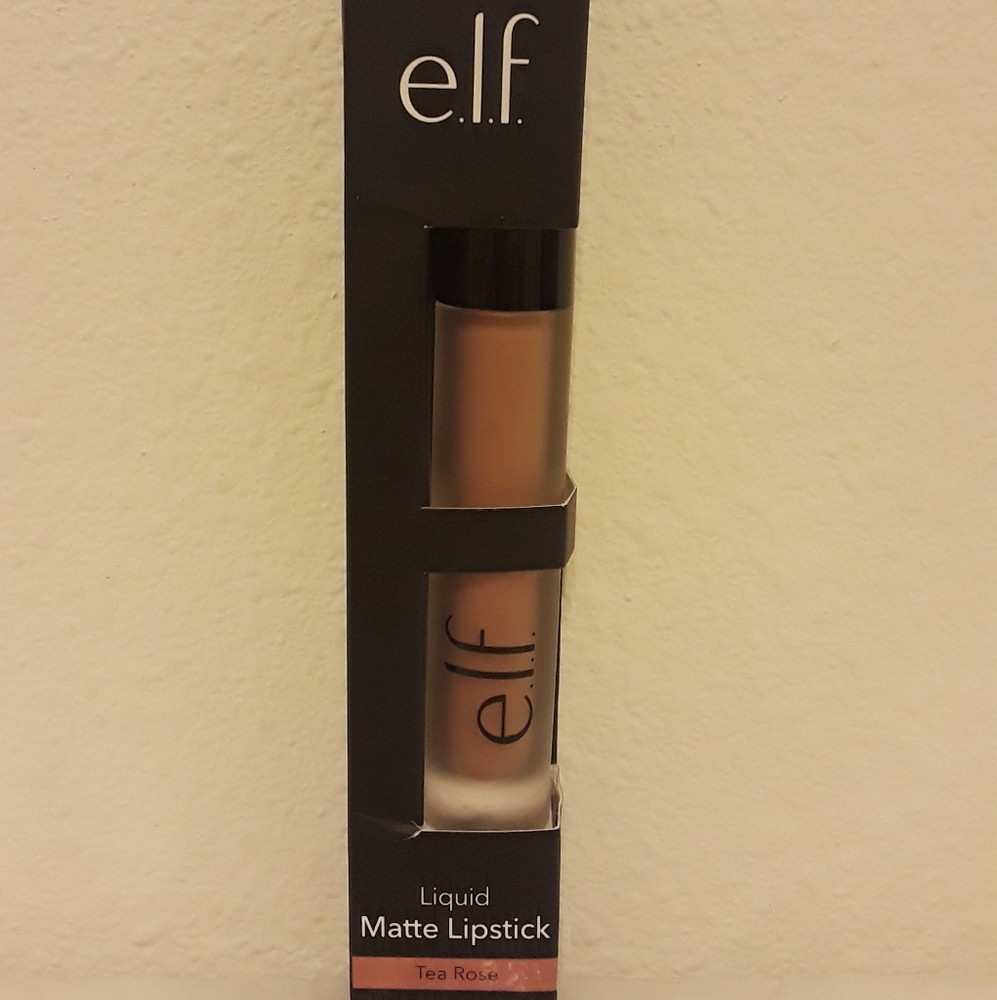 e.l.f.
e.l.f.
Liquid
Matte Lipstick
Tea Rose